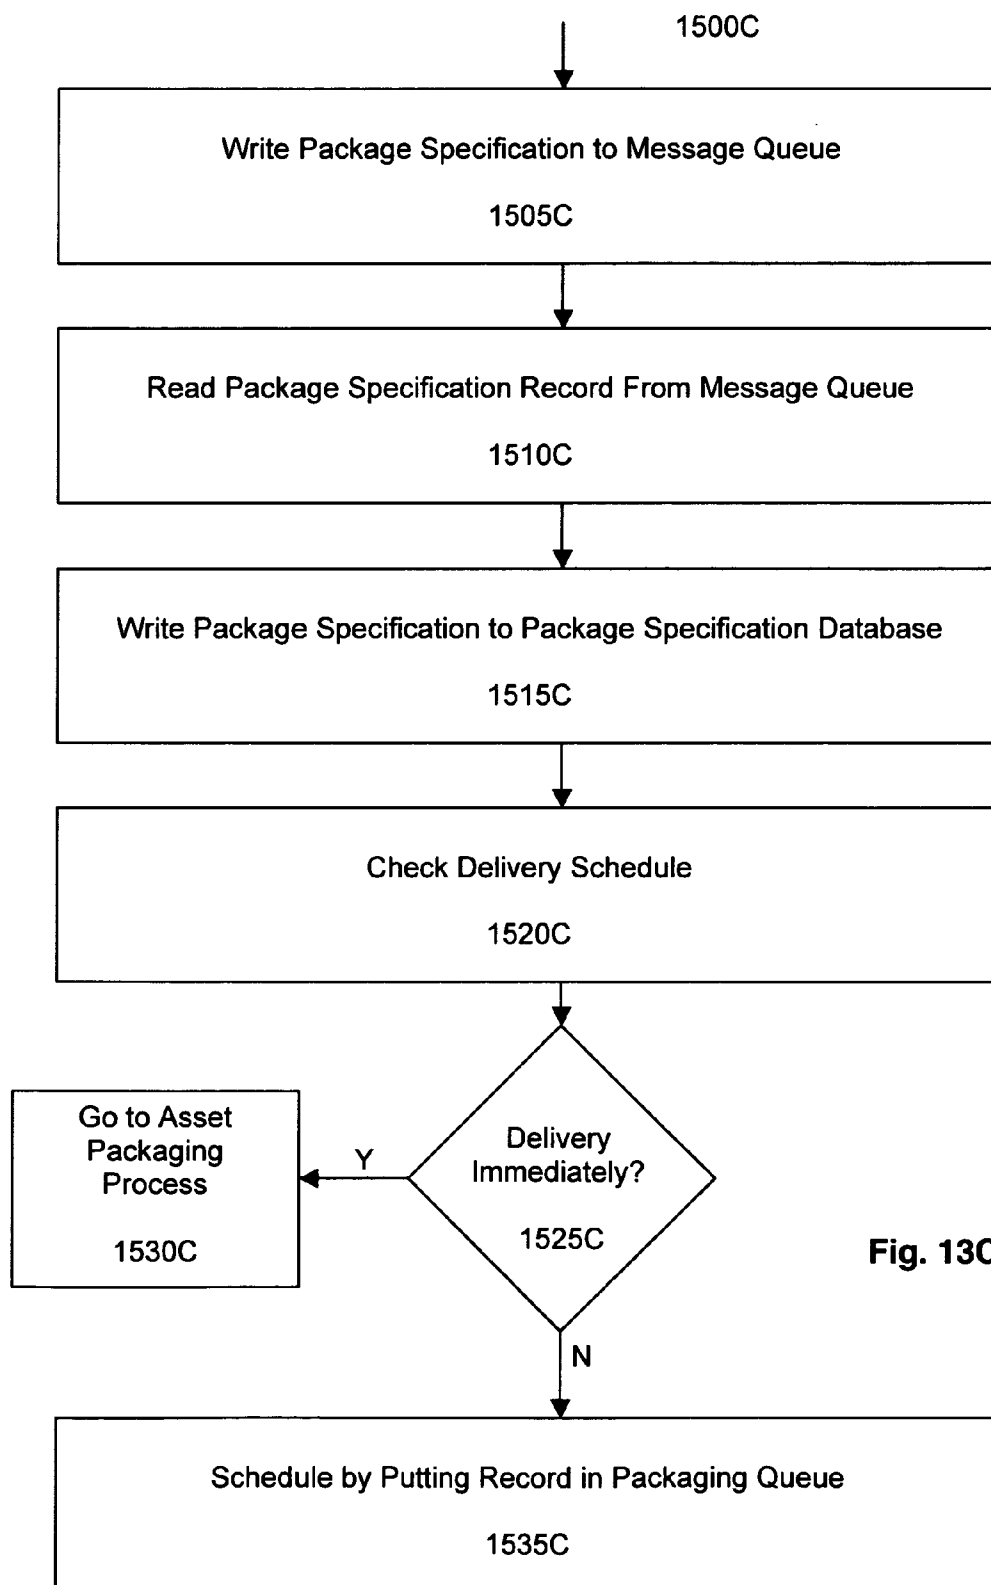 1500C
Write Package Specification to Message Queue
1505C
Read Package Specification Record From Message Queue
1510C
Write Package Specification to Package Specification Database
1515C
Check Delivery Schedule
1520C
Go to Asset
Packaging
Process
1530C
Y
Delivery
Immediately?
1525C
Fig. 13C
N
Schedule by Putting Record in Packaging Queue
1535C